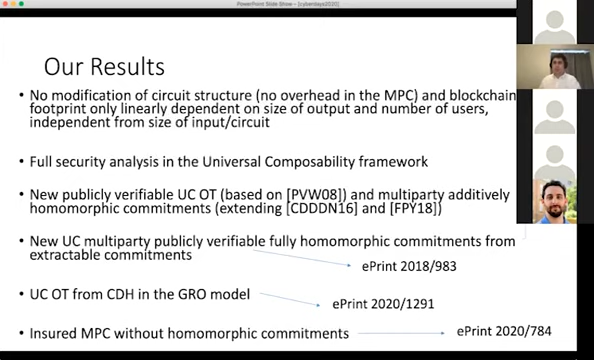 PowerPoint Slide Show - [cyberdays2020]
Our Results
• No modification of circuit structure (no overhead in the MPC) and blockchain
footprint only linearly dependent on size of output and number of users,
independent from size of input/circuit
• Full security analysis in the Universal Composability framework
• New publicly verifiable UC OT (based on [PVW08]) and multiparty additively
homomorphic commitments (extending [CDDDN16] and [FPY18])
• New UC multiparty publicly verifiable fully homomorphic commitments from
extractable commitments
ePrint 2018/983
• UC OT from CDH in the GRO model
ePrint 2020/1291
• Insured MPC without homomorphic commitments
ePrint 2020/784